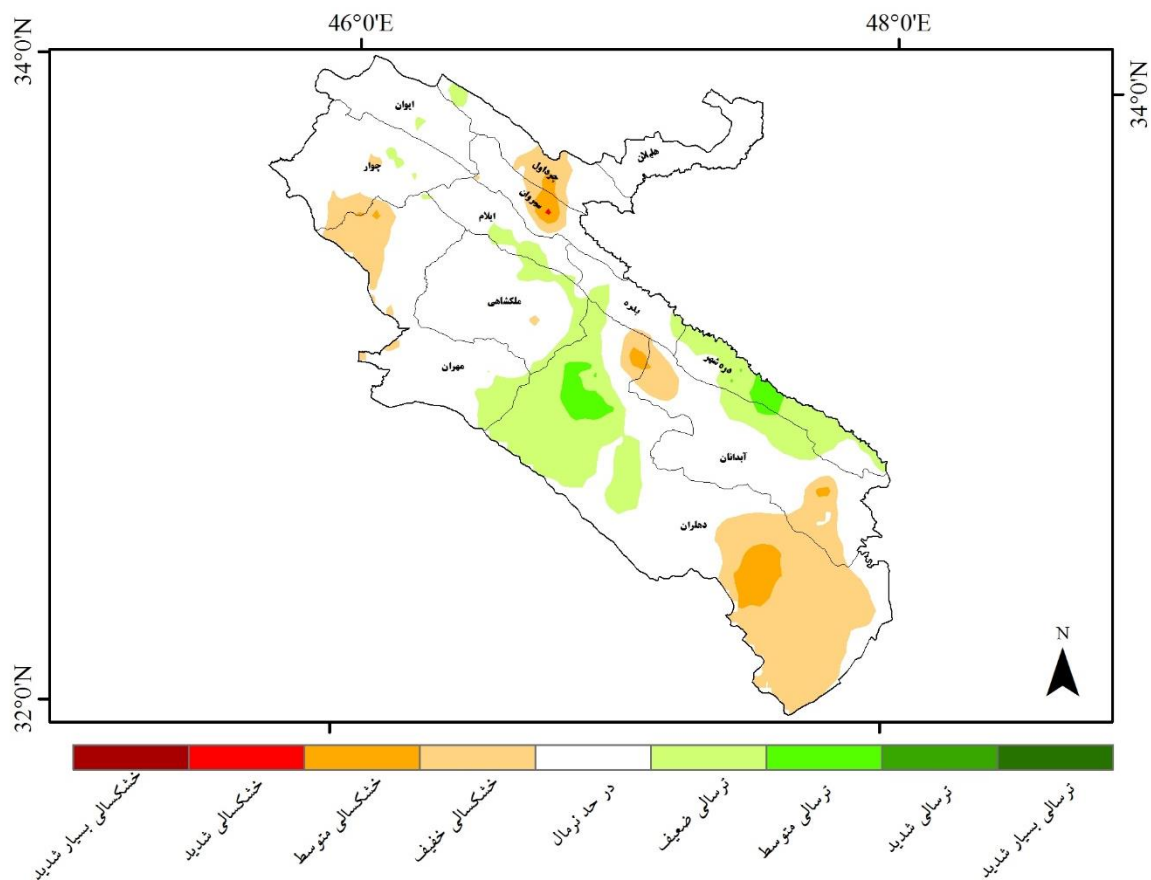 46°0'E
48°0'E
34°0'N
34°0'N
ایوان
هلیلان
چوار
چرداول
سیروان
ایلام
ملکشاهی
بدره
مهران
دره شهر
آبدانان
دهلران
N
32°0'N
خشکسالی بسیار شدید
خشکسالی شدید
خشکسالی متوسط
خشکسالی خفیف
در حد نرمال
ترسالی ضعیف
ترسالی متوسط
ترسالی شدید
ترسالی بسیار شدید